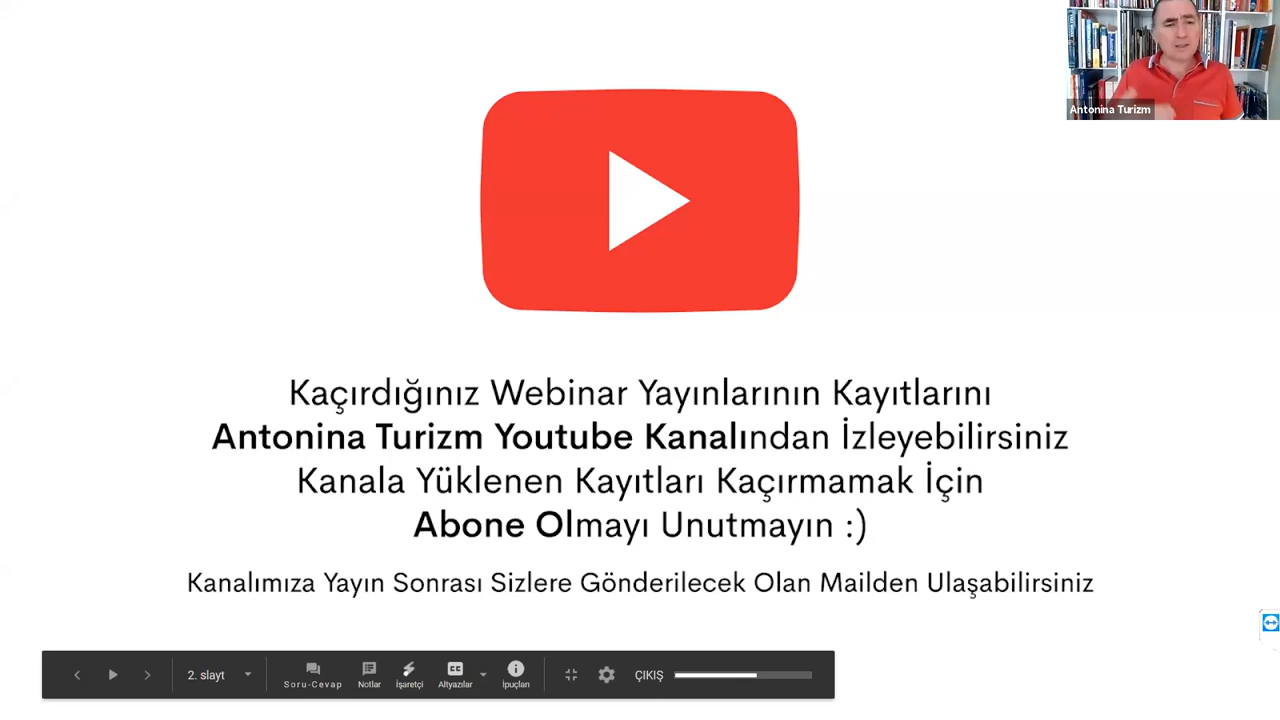 Antonina Turizm
Kaçırdığınız Webinar Yayınlarının Kayıtlarını
Antonina Turizm Youtube Kanalından İzleyebilirsiniz
Kanala Yüklenen Kayıtları Kaçırmamak İçin
Abone Olmayı Unutmayın :)
Kanalımıza Yayın Sonrası Sizlere Gönderilecek Olan Mailden Ulaşabilirsiniz
2. slayt
Soru-Cevap
Notlar
İşaretçi
CC
Altyazılar
İpuçları
ÇIKIŞ